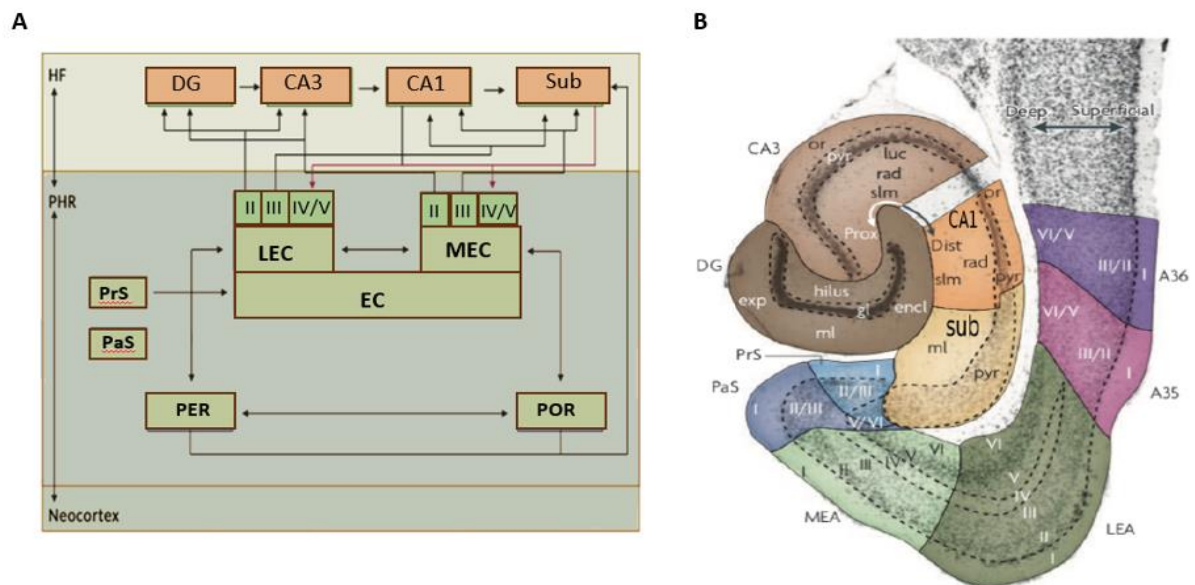 A
HF
DG
CA3
CA1
Sub
PHR
II
III
IV/V
II
III
IV/V
LEC
MEC
EC
PrS
PaS
PER
POR
Neocortex
B
Deep
Superficial
CA3
or
pyr
luc
rad
slm
or
CA1
Prox
Dist
rad
slm
pyr
DG
hilus
exp
gl
encl
ml
sub
ml
pyr
VI/V
III/II
I
A36
VI/V
III/II
I
A35
PrS
I
II/III
V/VI
PaS
I
II/III
VI
V
IV
III
II
I
MEA
VI
V
IV
III
II
I
LEA